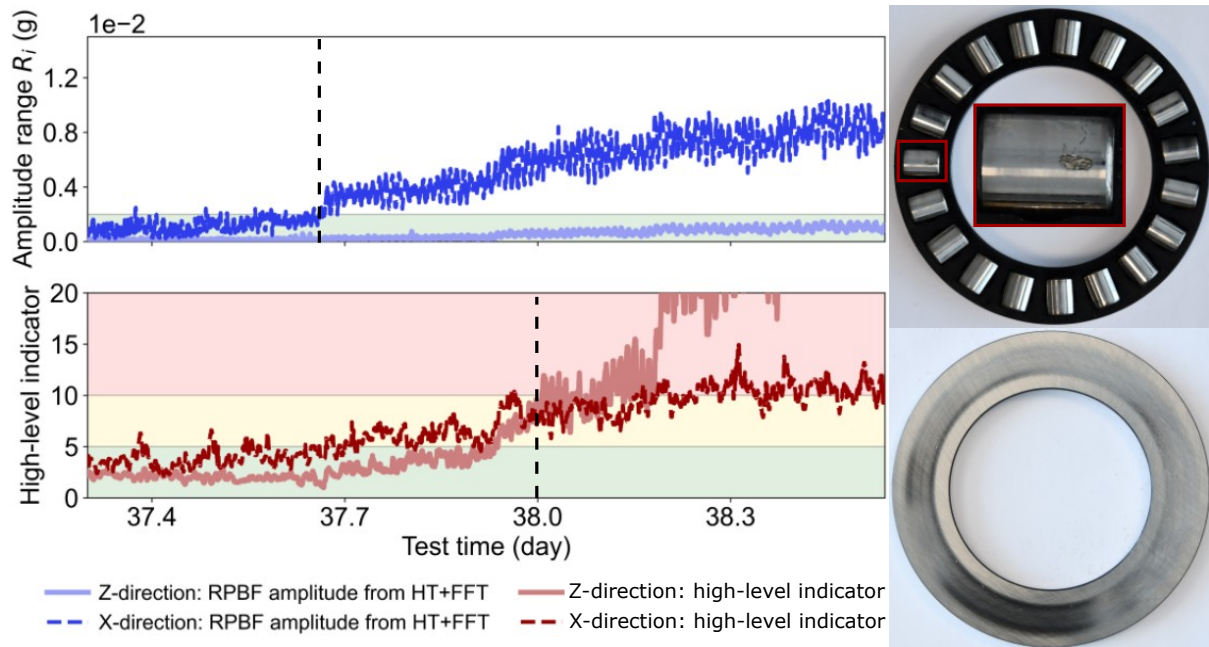 1e−2
Amplitude range R_i (g)
1.2
0.8
0.4
0.0
High-level indicator
20
15
10
5
0
37.4 37.7 38.0 38.3
Test time (day)
Z-direction: RPBF amplitude from HT+FFT Z-direction: high-level indicator
X-direction: RPBF amplitude from HT+FFT X-direction: high-level indicator